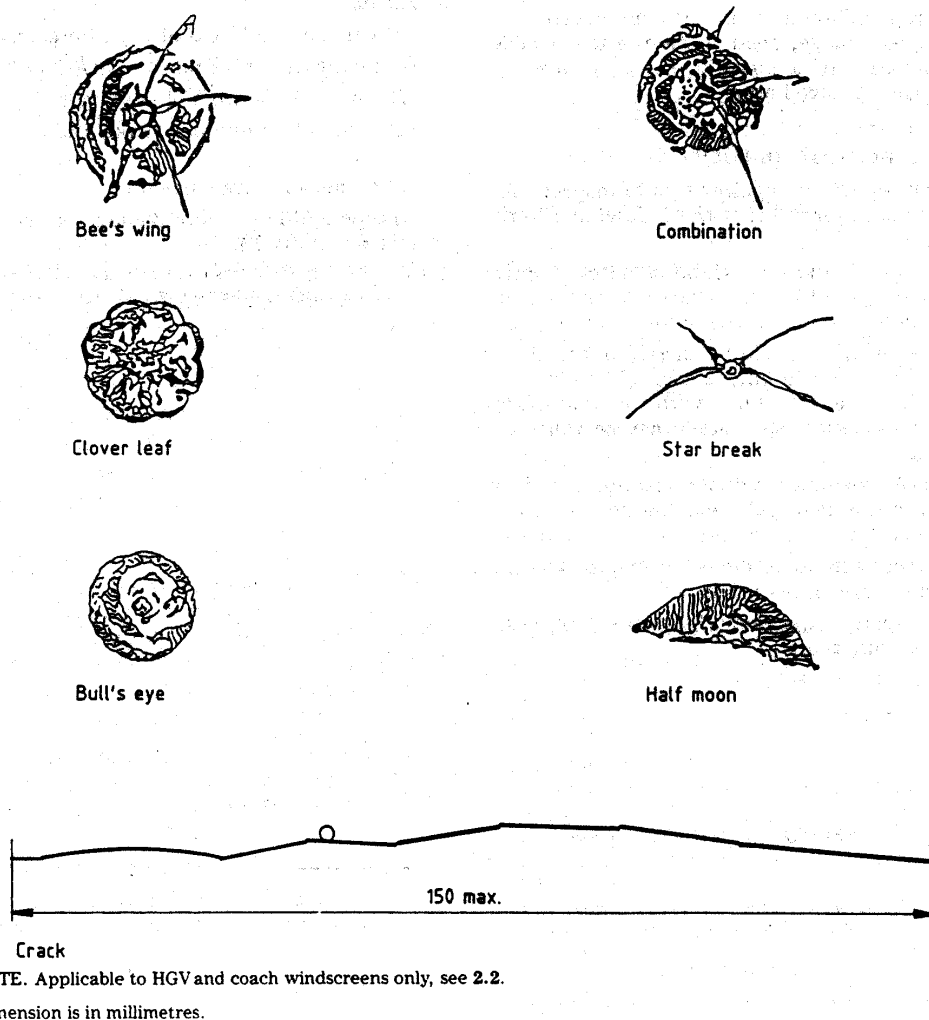 Bee's wing
Combination
Clover leaf
Star break
Bull's eye
Half moon
150 max.
Crack
TE. Applicable to HGV and coach windscreens only, see 2.2.
mension is in millimetres.